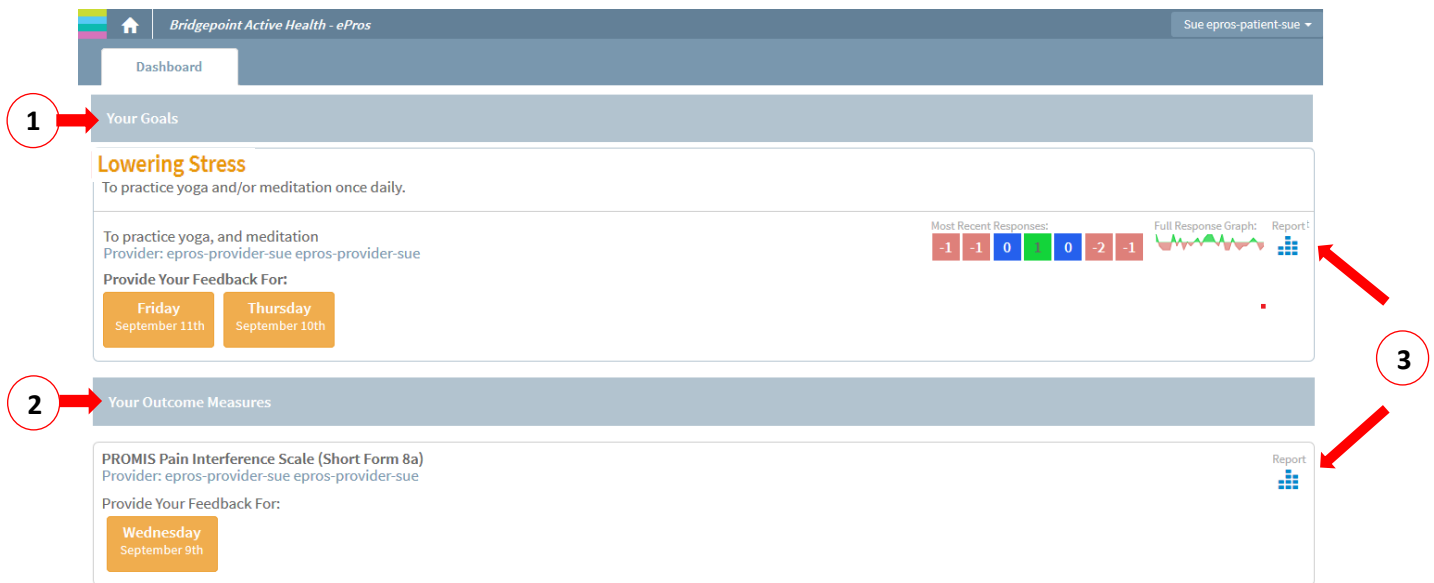 Bridgepoint Active Health - ePros
Sue epros-patient-sue
Dashboard
1
Your Goals
Lowering Stress
To practice yoga and/or meditation once daily.
To practice yoga, and meditation
Provider: epros-provider-sue epros-provider-sue
Most Recent Responses:
-1 -1 0 1 0 -2 -1
Full Response Graph:
Report
Provide Your Feedback For:
Friday
September 11th
Thursday
September 10th
3
2
Your Outcome Measures
PROMIS Pain Interference Scale (Short Form 8a)
Provider: epros-provider-sue epros-provider-sue
Report
Provide Your Feedback For:
Wednesday
September 9th